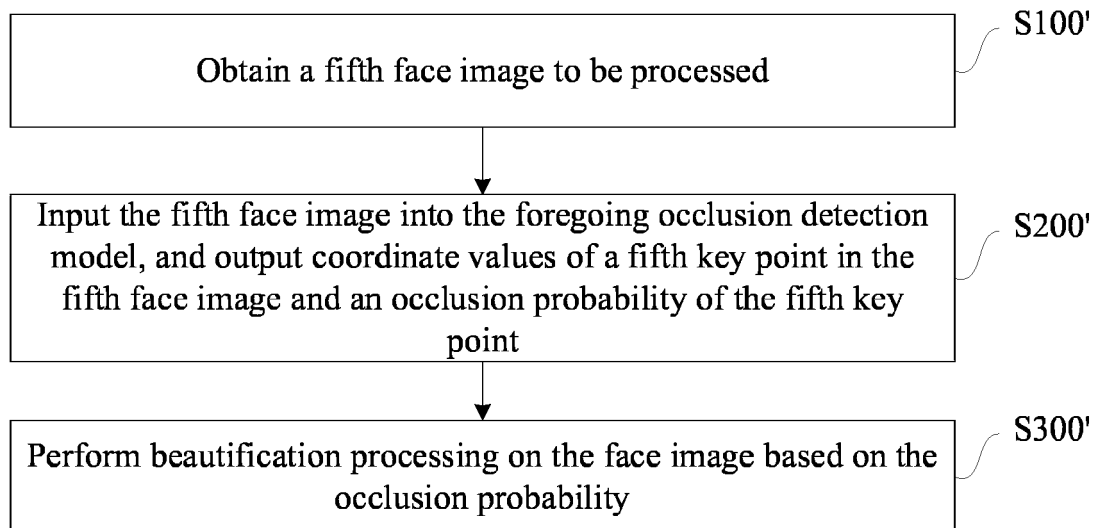 S100'
Obtain a fifth face image to be processed
Input the fifth face image into the foregoing occlusion detection
model, and output coordinate values of a fifth key point in the
fifth face image and an occlusion probability of the fifth key
point
S200'
Perform beautification processing on the face image based on the
occlusion probability
S300'